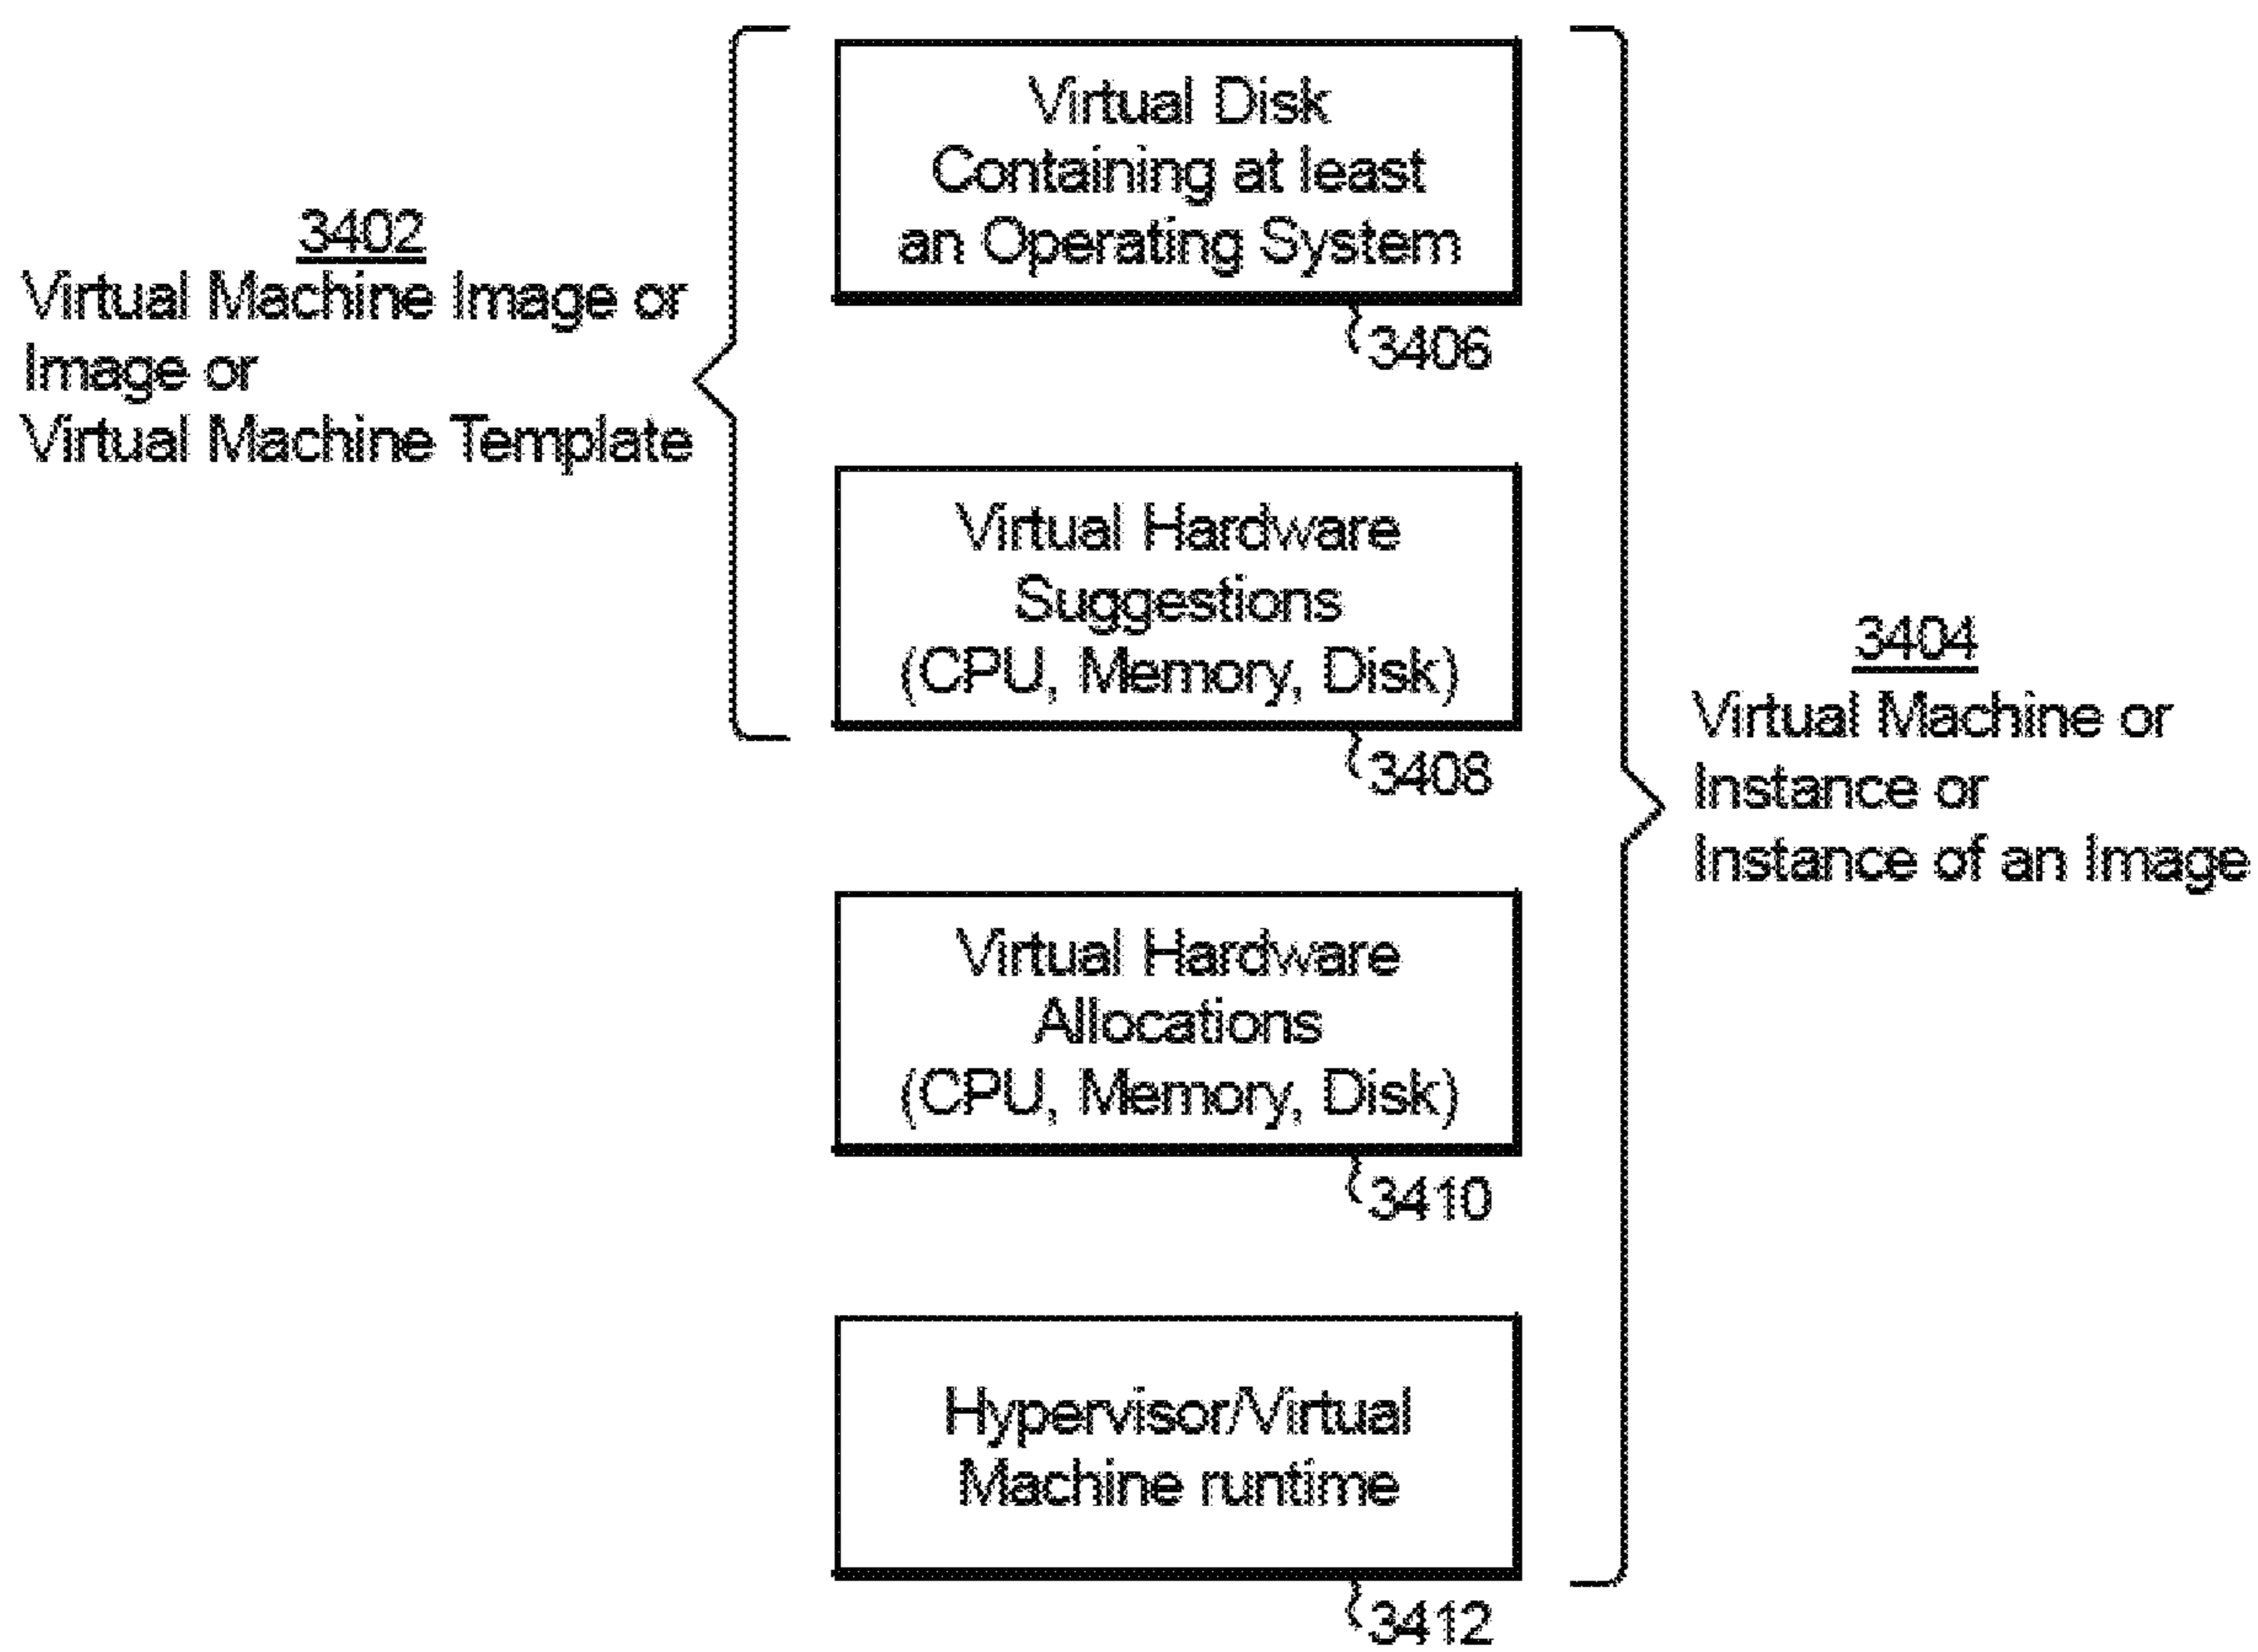 3402
Virtual Machine Image or
Image or
Virtual Machine Template
Virtual Disk
Containing at least
an Operating System
3406
Virtual Hardware
Suggestions
(CPU, Memory, Disk)
3408
Virtual Hardware
Allocations
(CPU, Memory, Disk)
3410
Hypervisor/Virtual
Machine runtime
3412
3404
Virtual Machine or
Instance or
Instance of an Image